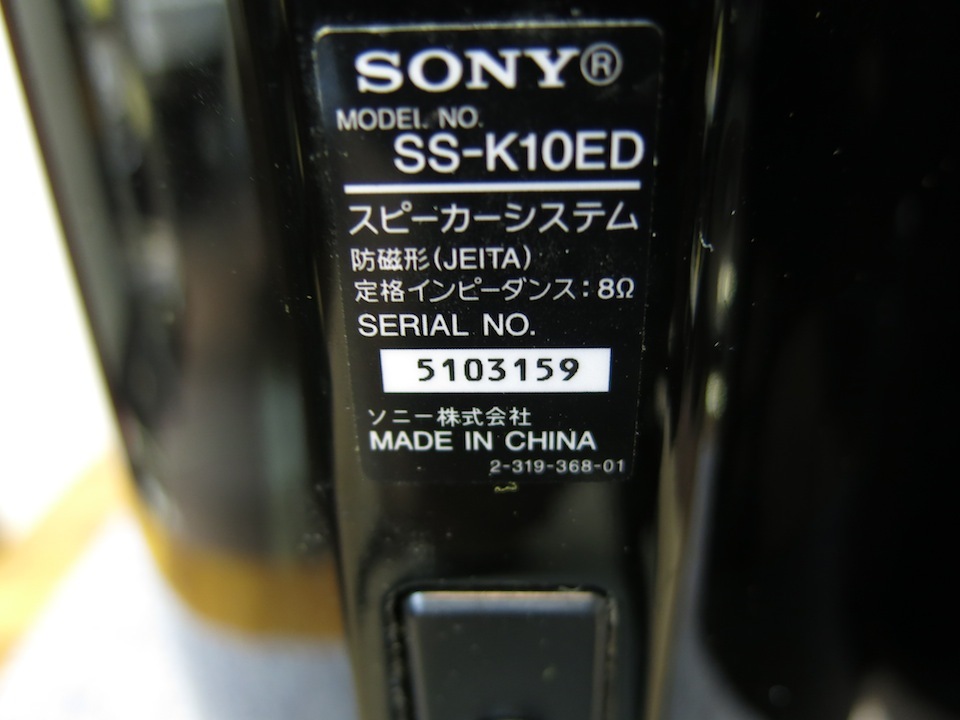 SONY®
MODEL NO.
SS-K10ED
スピーカーシステム
防磁形(JEITA)
定格インピーダンス:8Ω
SERIAL NO.
5103159
ソニー株式会社
MADE IN CHINA
2-319-368-01